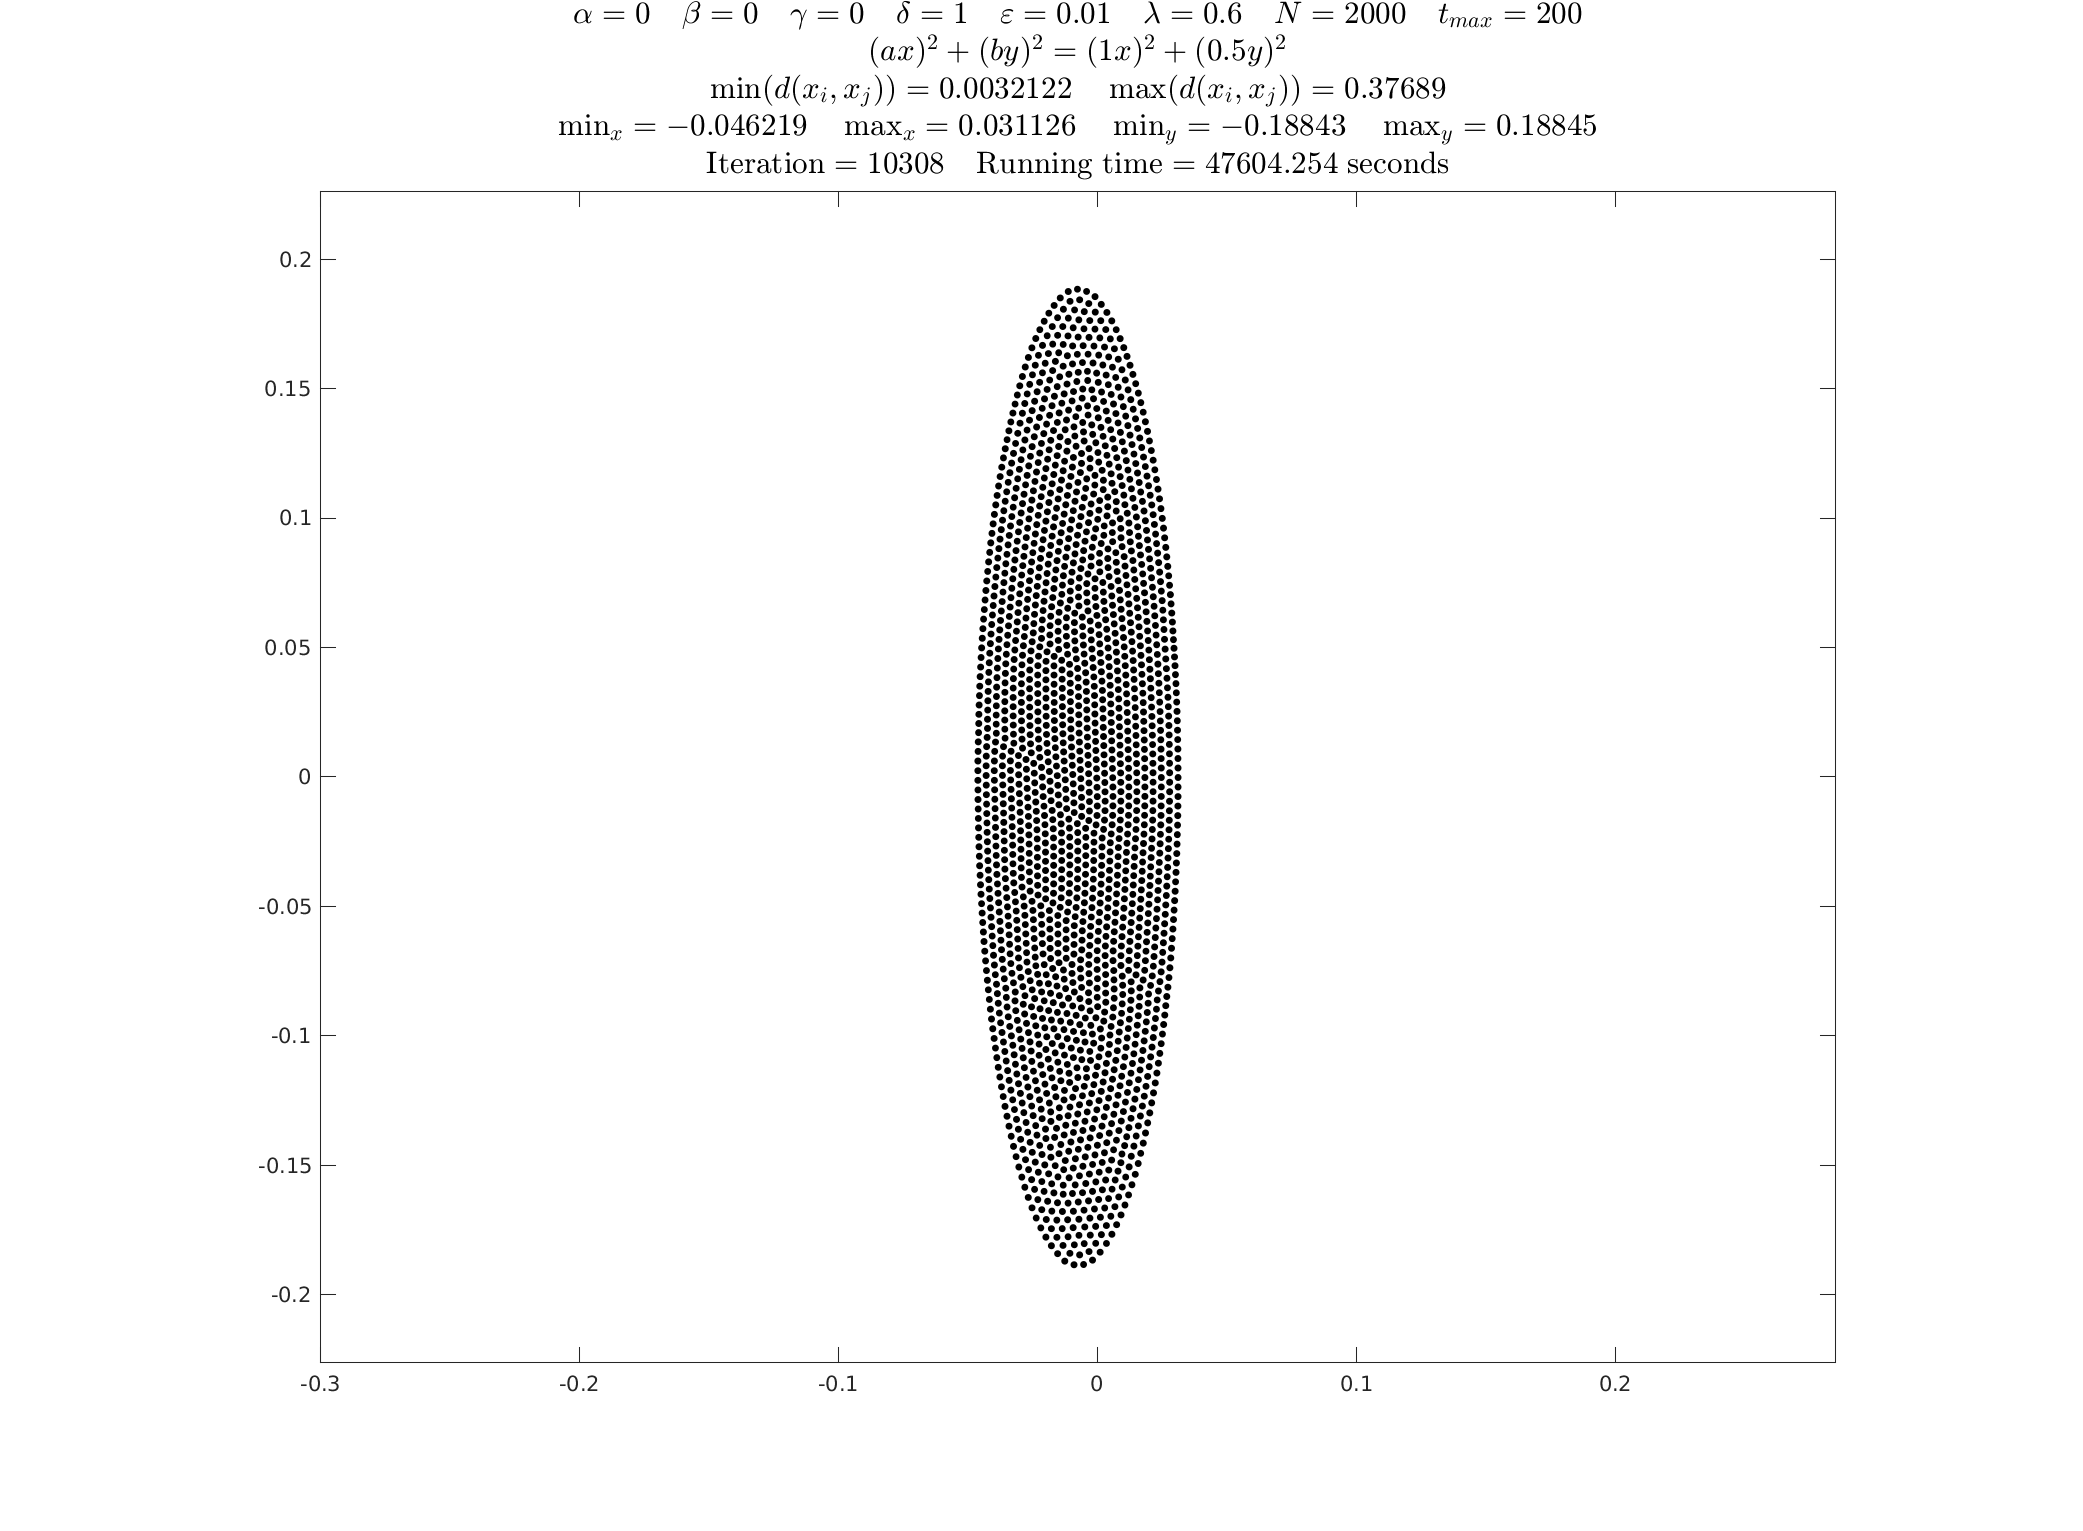 α = 0 β = 0 γ = 0 δ = 1 ε = 0.01 λ = 0.6 N = 2000 t_max = 200
(ax)² + (by)² = (1x)² + (0.5y)²
min(d(x_i, x_j)) = 0.0032122 max(d(x_i, x_j)) = 0.37689
min_x = −0.046219 max_x = 0.031126 min_y = −0.18843 max_y = 0.18845
Iteration = 10308 Running time = 47604.254 seconds
0.2
0.15
0.1
0.05
0
-0.05
-0.1
-0.15
-0.2
-0.3 -0.2 -0.1 0 0.1 0.2